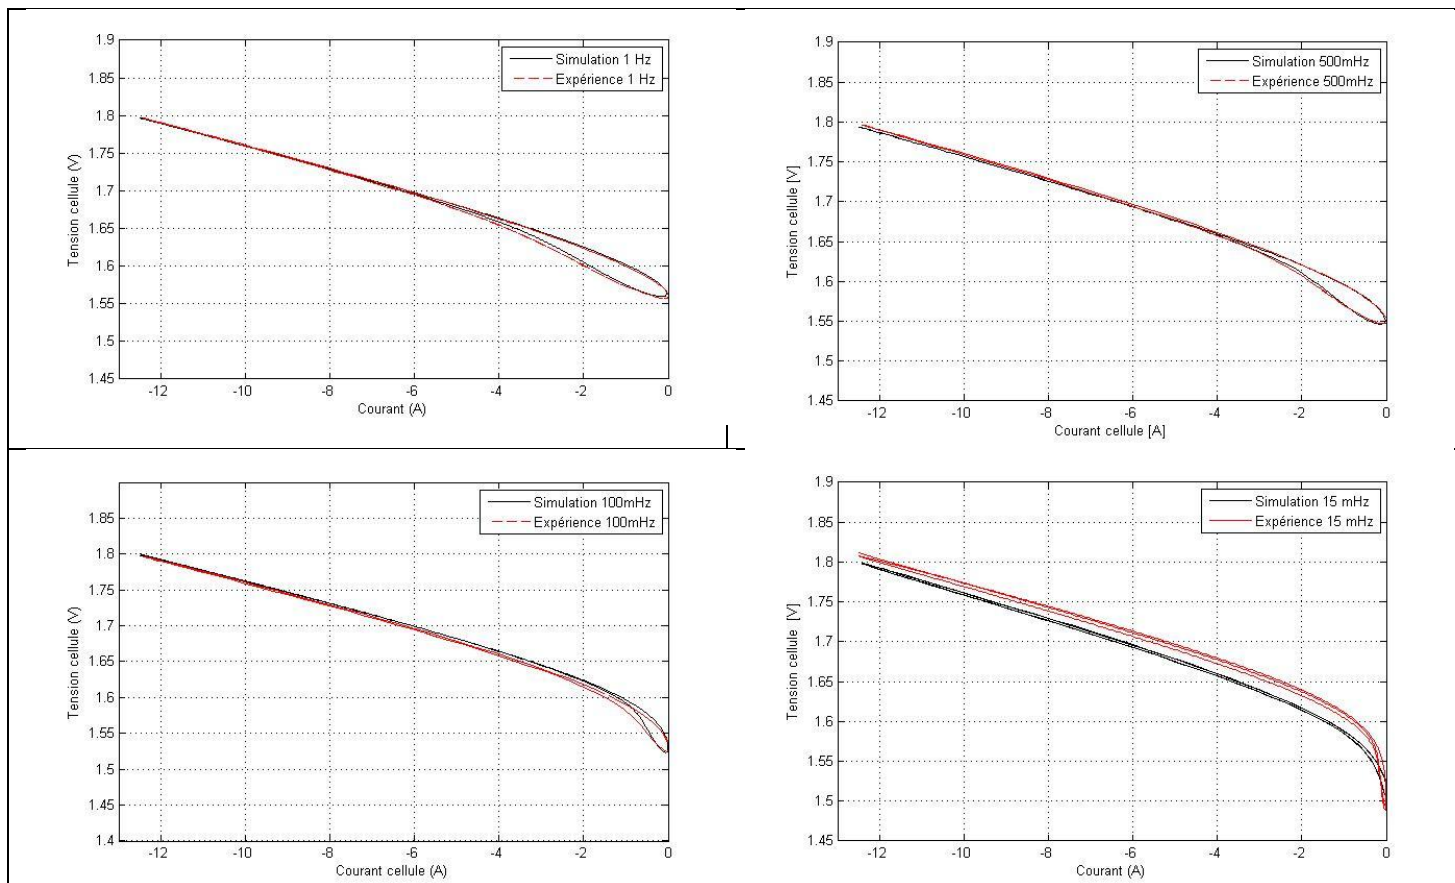 1.9
1.85
1.8
1.75
1.7
1.65
1.6
1.55
1.5
1.45
Tension cellule (V)
Simulation 1 Hz
Expérience 1 Hz
-12 -10 -8 -6 -4 -2 0
Courant (A)
1.9
1.85
1.8
1.75
1.7
1.65
1.6
1.55
1.5
1.45
Tension cellule [V]
Simulation 500mHz
Expérience 500mHz
-12 -10 -8 -6 -4 -2 0
Courant cellule [A]
1.85
1.8
1.75
1.7
1.65
1.6
1.55
1.5
1.45
1.4
Tension cellule (V)
Simulation 100mHz
Expérience 100mHz
-12 -10 -8 -6 -4 -2 0
Courant cellule (A)
1.9
1.85
1.8
1.75
1.7
1.65
1.6
1.55
1.5
1.45
Tension cellule [V]
Simulation 15 mHz
Expérience 15 mHz
-12 -10 -8 -6 -4 -2 0
Courant (A)